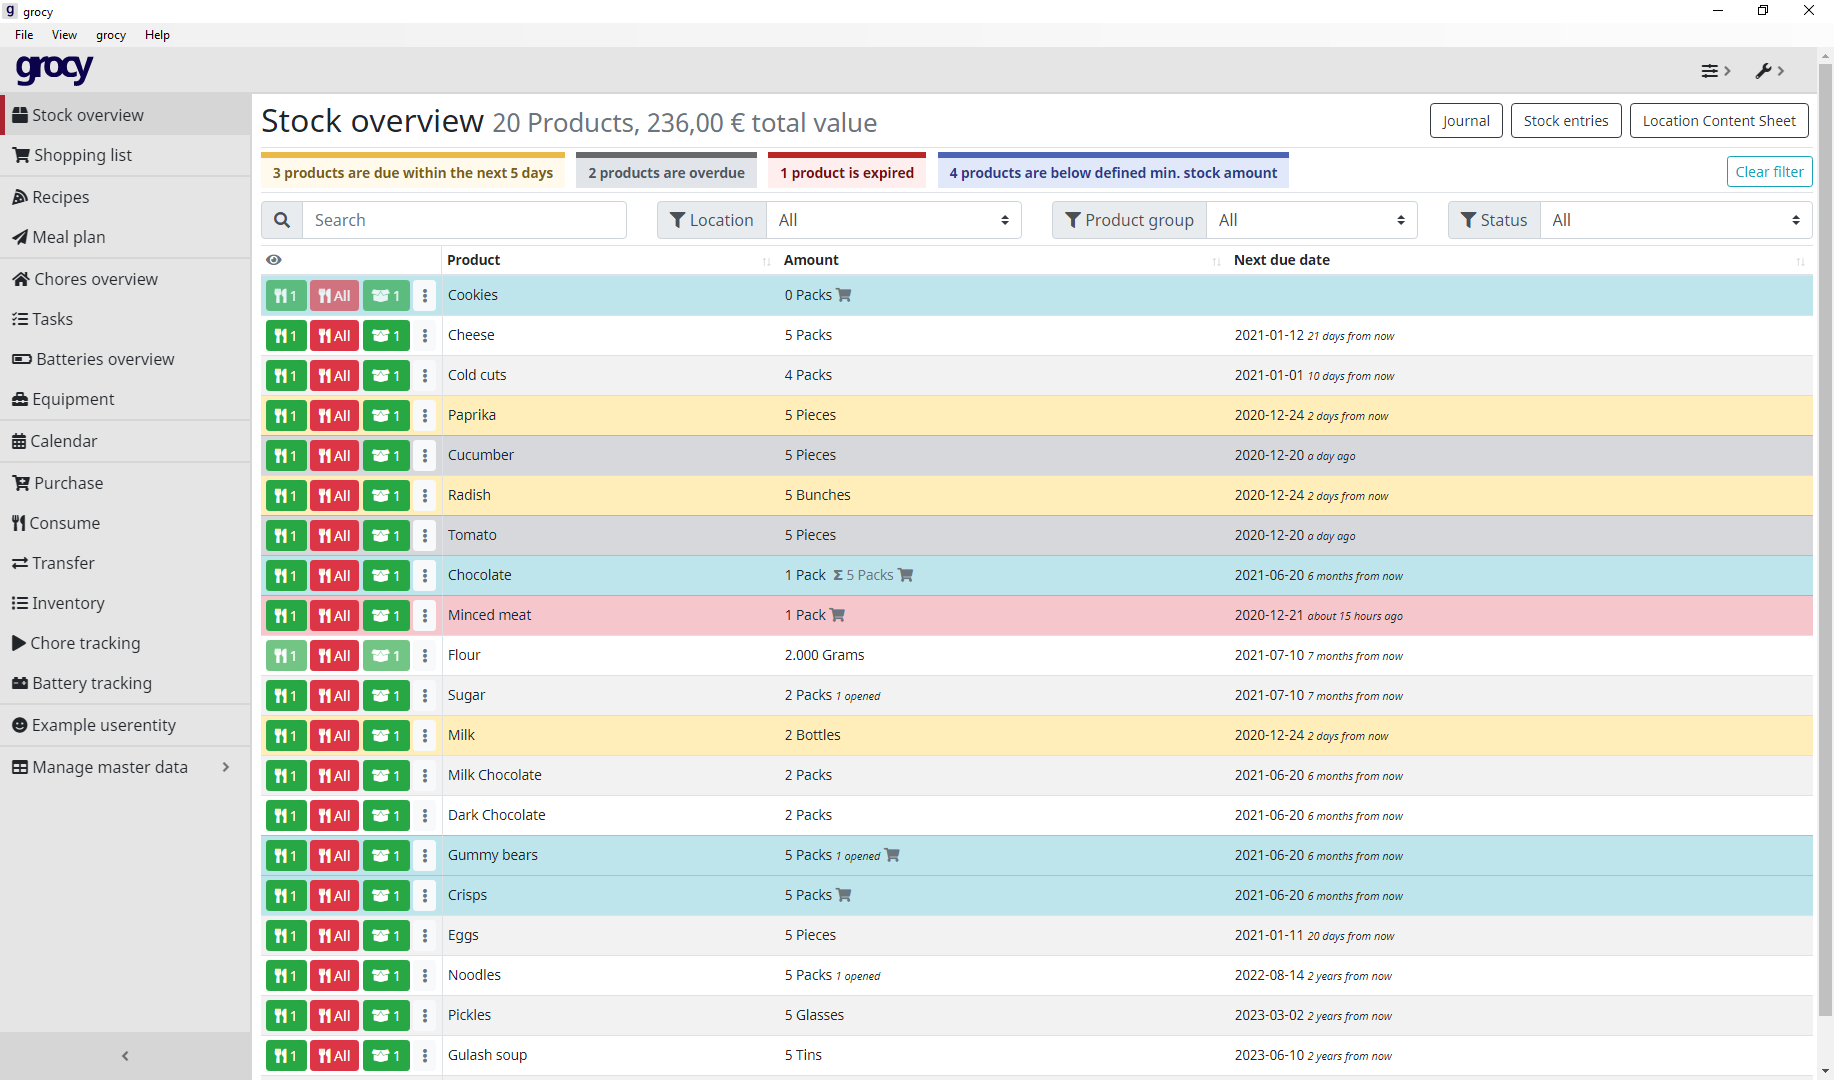 grocy
File View grocy Help
grocy
Stock overview
Shopping list
Recipes
Meal plan
Chores overview
Tasks
Batteries overview
Equipment
Calendar
Purchase
Consume
Transfer
Inventory
Chore tracking
Battery tracking
Example userentity
Manage master data
Stock overview 20 Products, 236,00 € total value
Journal Stock entries Location Content Sheet
3 products are due within the next 5 days 2 products are overdue 1 product is expired 4 products are below defined min. stock amount Clear filter
Search Location All Product group All Status All
Product Amount Next due date
1 All 1 Cookies 0 Packs
1 All 1 Cheese 5 Packs 2021-01-12 21 days from now
1 All 1 Cold cuts 4 Packs 2021-01-01 10 days from now
1 All 1 Paprika 5 Pieces 2020-12-24 2 days from now
1 All 1 Cucumber 5 Pieces 2020-12-20 a day ago
1 All 1 Radish 5 Bunches 2020-12-24 2 days from now
1 All 1 Tomato 5 Pieces 2020-12-20 a day ago
1 All 1 Chocolate 1 Pack Σ 5 Packs 2021-06-20 6 months from now
1 All 1 Minced meat 1 Pack 2020-12-21 about 15 hours ago
1 All 1 Flour 2.000 Grams 2021-07-10 7 months from now
1 All 1 Sugar 2 Packs 1 opened 2021-07-10 7 months from now
1 All 1 Milk 2 Bottles 2020-12-24 2 days from now
1 All 1 Milk Chocolate 2 Packs 2021-06-20 6 months from now
1 All 1 Dark Chocolate 2 Packs 2021-06-20 6 months from now
1 All 1 Gummy bears 5 Packs 1 opened 2021-06-20 6 months from now
1 All 1 Crisps 5 Packs 2021-06-20 6 months from now
1 All 1 Eggs 5 Pieces 2021-01-11 20 days from now
1 All 1 Noodles 5 Packs 1 opened 2022-08-14 2 years from now
1 All 1 Pickles 5 Glasses 2023-03-02 2 years from now
1 All 1 Gulash soup 5 Tins 2023-06-10 2 years from now